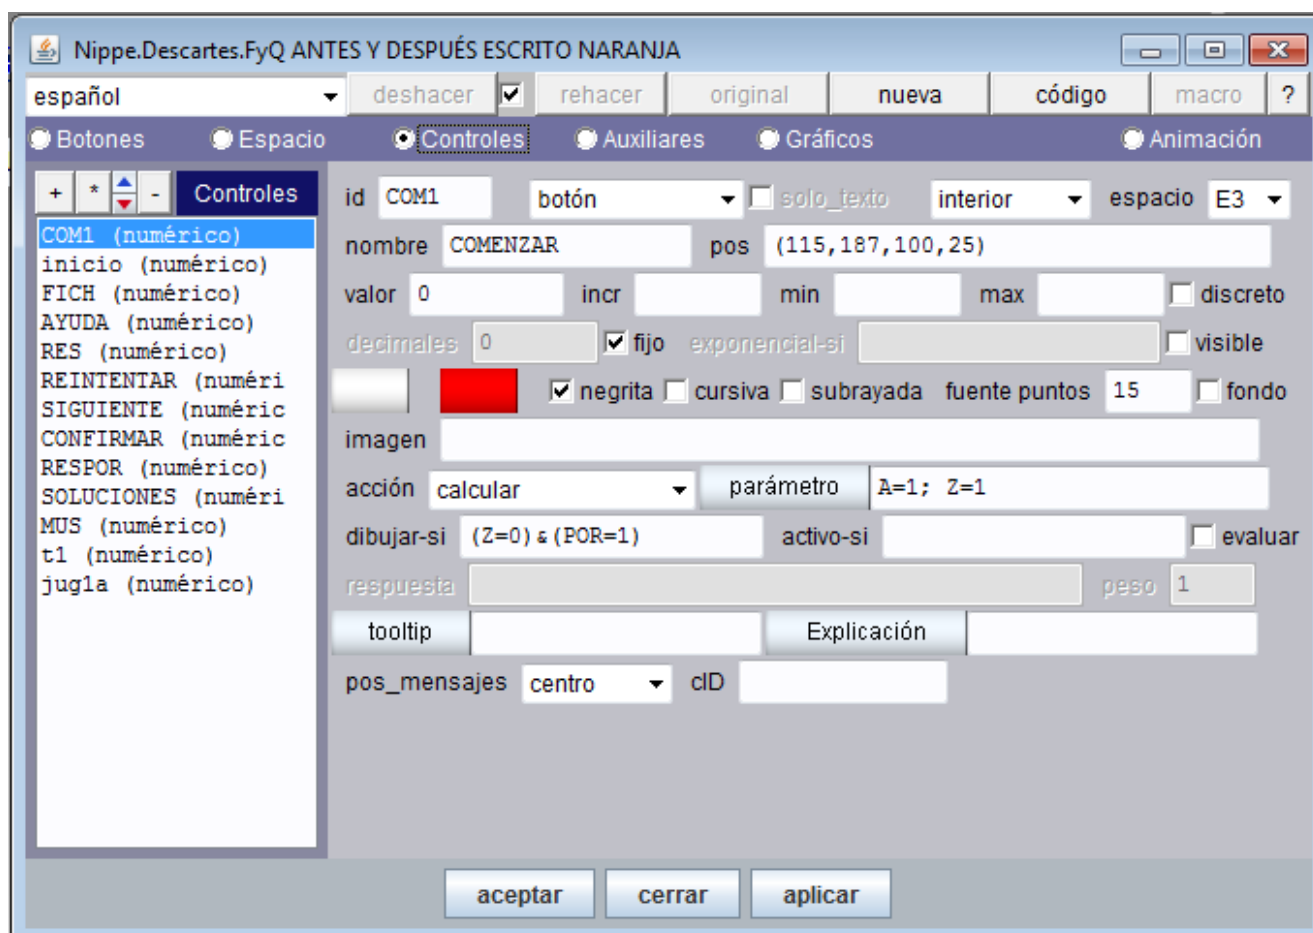 Nippe.Descartes.FyQ ANTES Y DESPUÉS ESCRITO NARANJA
español deshacer rehacer original nueva código macro ?
Botones Espacio Controles Auxiliares Gráficos Animación
+ * - Controles
COM1 (numérico)
inicio (numérico)
FICH (numérico)
AYUDA (numérico)
RES (numérico)
REINTENTAR (numéri
SIGUIENTE (numéric
CONFIRMAR (numéric
RESPOR (numérico)
SOLUCIONES (numéri
MUS (numérico)
t1 (numérico)
jug1a (numérico)
id COM1 botón solo_texto interior espacio E3
nombre COMENZAR pos (115,187,100,25)
valor 0 incr min max discreto
decimales 0 fijo exponencial-si visible
negrita cursiva subrayada fuente puntos 15 fondo
imagen
acción calcular parámetro A=1; Z=1
dibujar-si (Z=0)&(POR=1) activo-si evaluar
respuesta peso 1
tooltip Explicación
pos_mensajes centro cID
aceptar cerrar aplicar